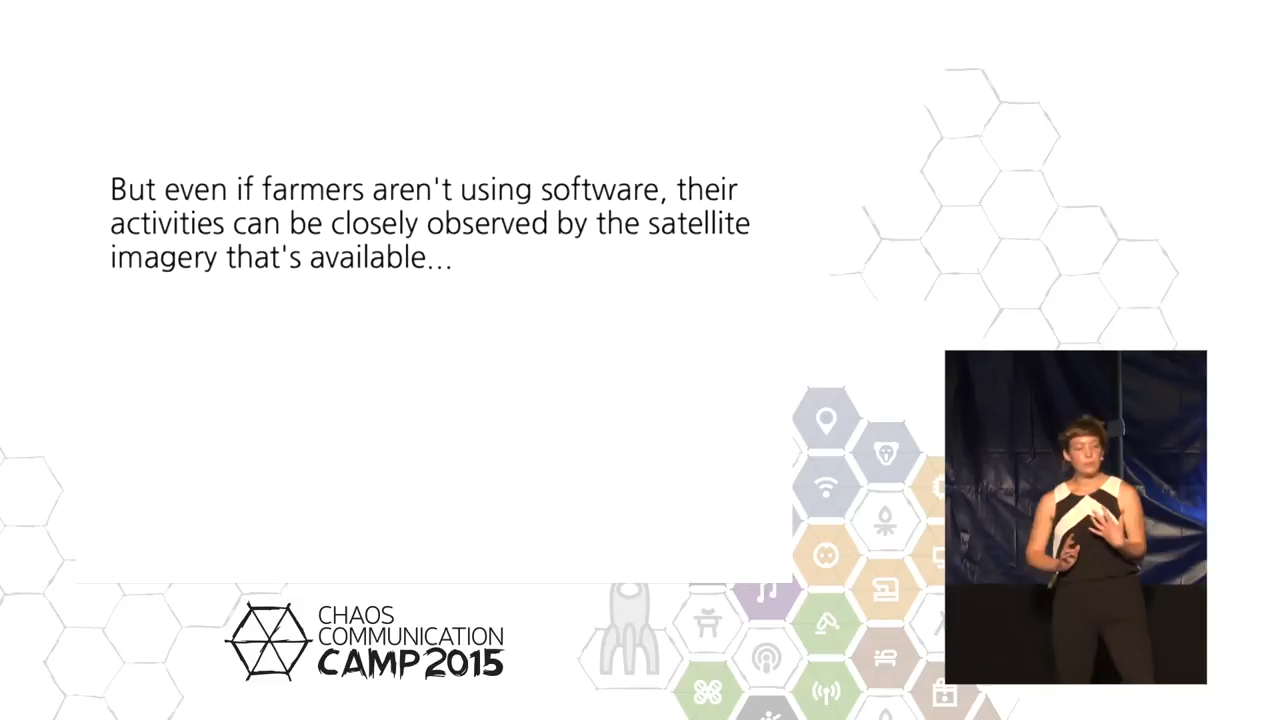 But even if farmers aren't using software, their
activities can be closely observed by the satellite
imagery that's available...
CHAOS
COMMUNICATION
CAMP 2015